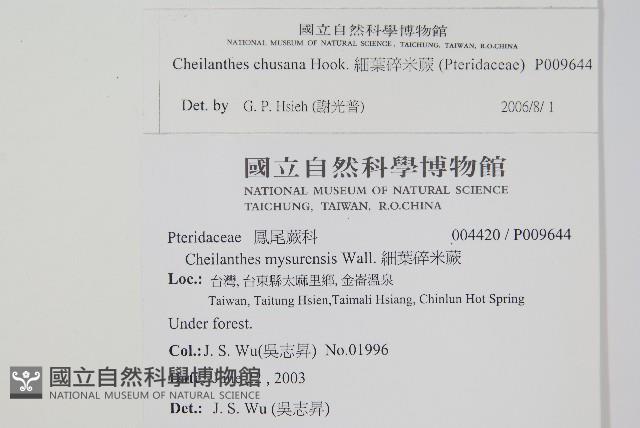 國立自然科學博物館
NATIONAL MUSEUM OF NATURAL SCIENCE, TAICHUNG, TAIWAN, R.O.CHINA
Cheilanthes chusana Hook. 細葉碎米蕨 (Pteridaceae) P009644
Det. by G. P. Hsieh (謝光普) 2006/8/ 1
國立自然科學博物館
NATIONAL MUSEUM OF NATURAL SCIENCE
TAICHUNG, TAIWAN, R.O.CHINA
Pteridaceae 鳳尾蕨科 004420 / P009644
Cheilanthes mysurensis Wall. 細葉碎米蕨
Loc.: 台灣, 台東縣太麻里鄉, 金崙溫泉
Taiwan, Taitung Hsien,Taimali Hsiang, Chinlun Hot Spring
Under forest.
Col.: J. S. Wu(吳志昇) No.01996
, 2003
Det.: J. S. Wu (吳志昇)
國立自然科學博物館
NATIONAL MUSEUM OF NATURAL SCIENCE